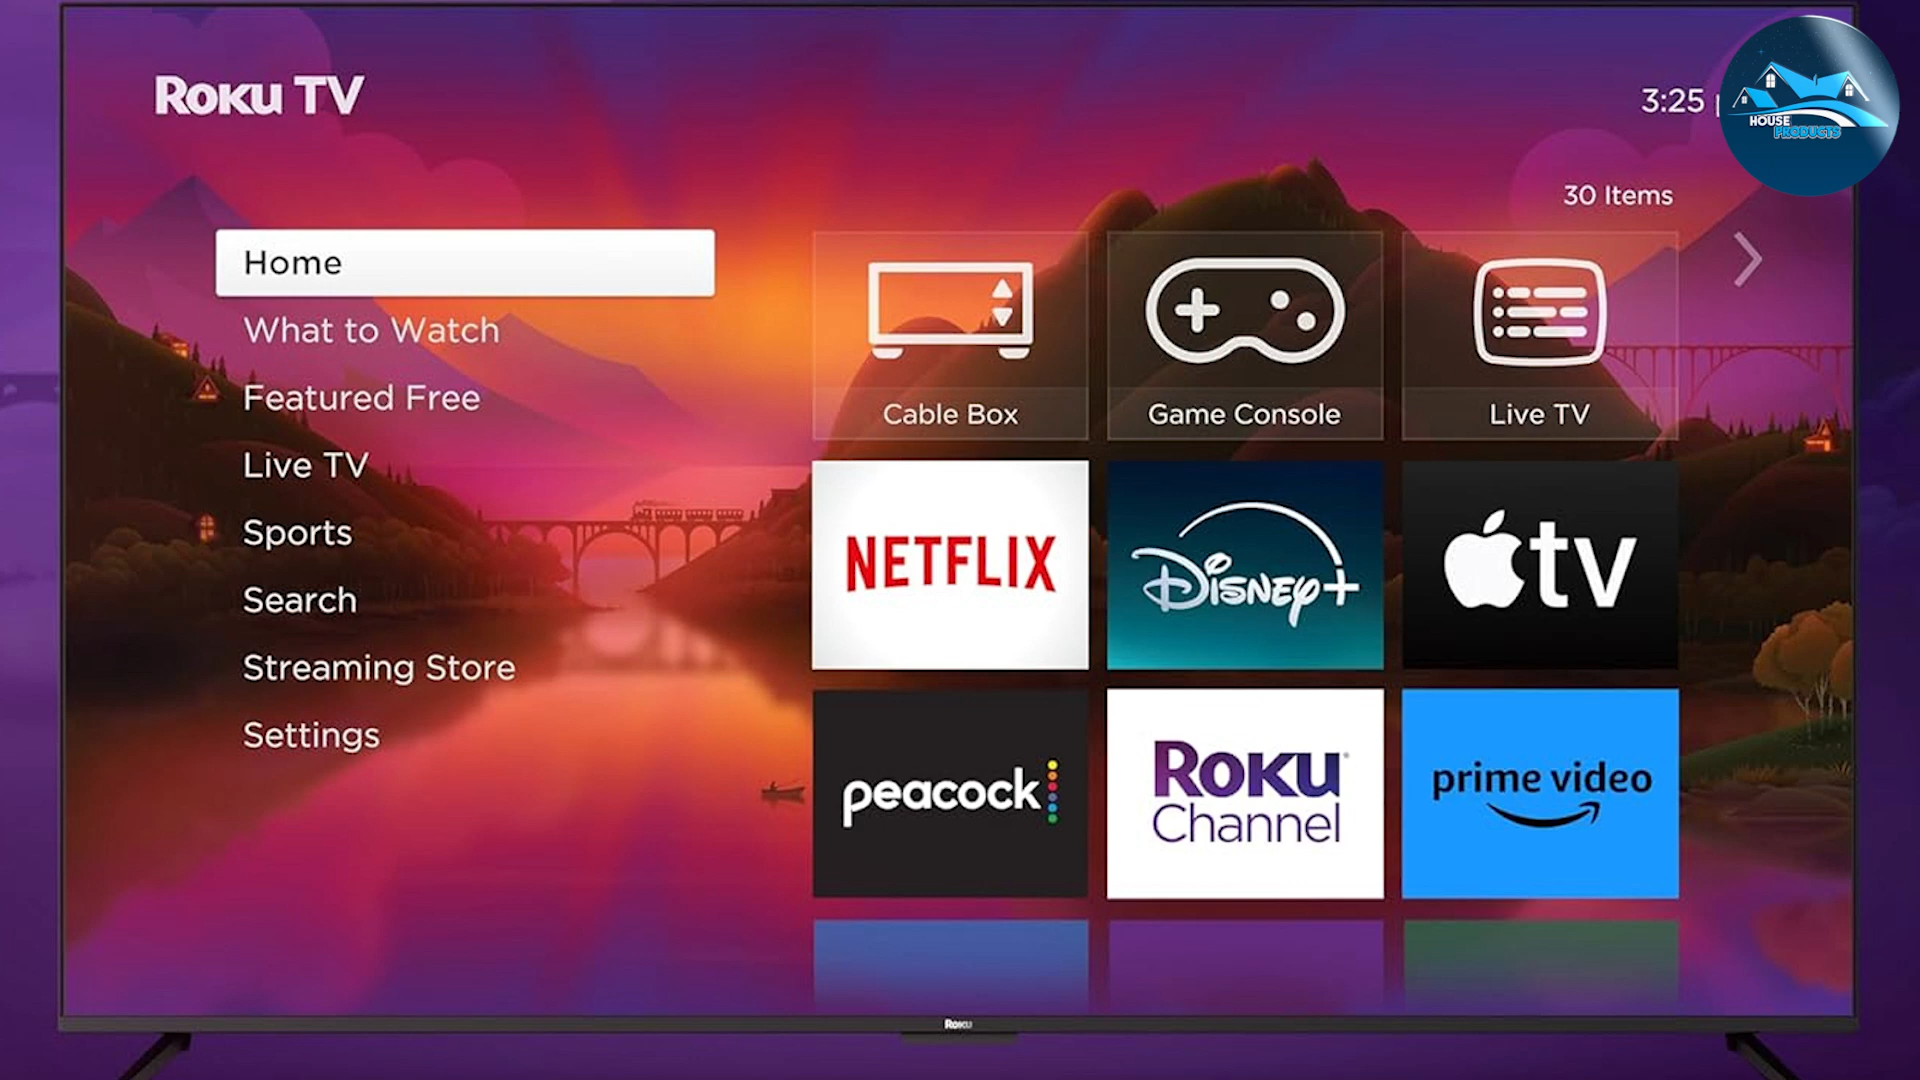 Roku TV
3:25
HOUSE
PRODUCTS
30 Items
Home
What to Watch
Featured Free
Live TV
Sports
Search
Streaming Store
Settings
Cable Box
Game Console
Live TV
NETFLIX
Disney+
tv
peacock
Roku
Channel
prime video
Roku